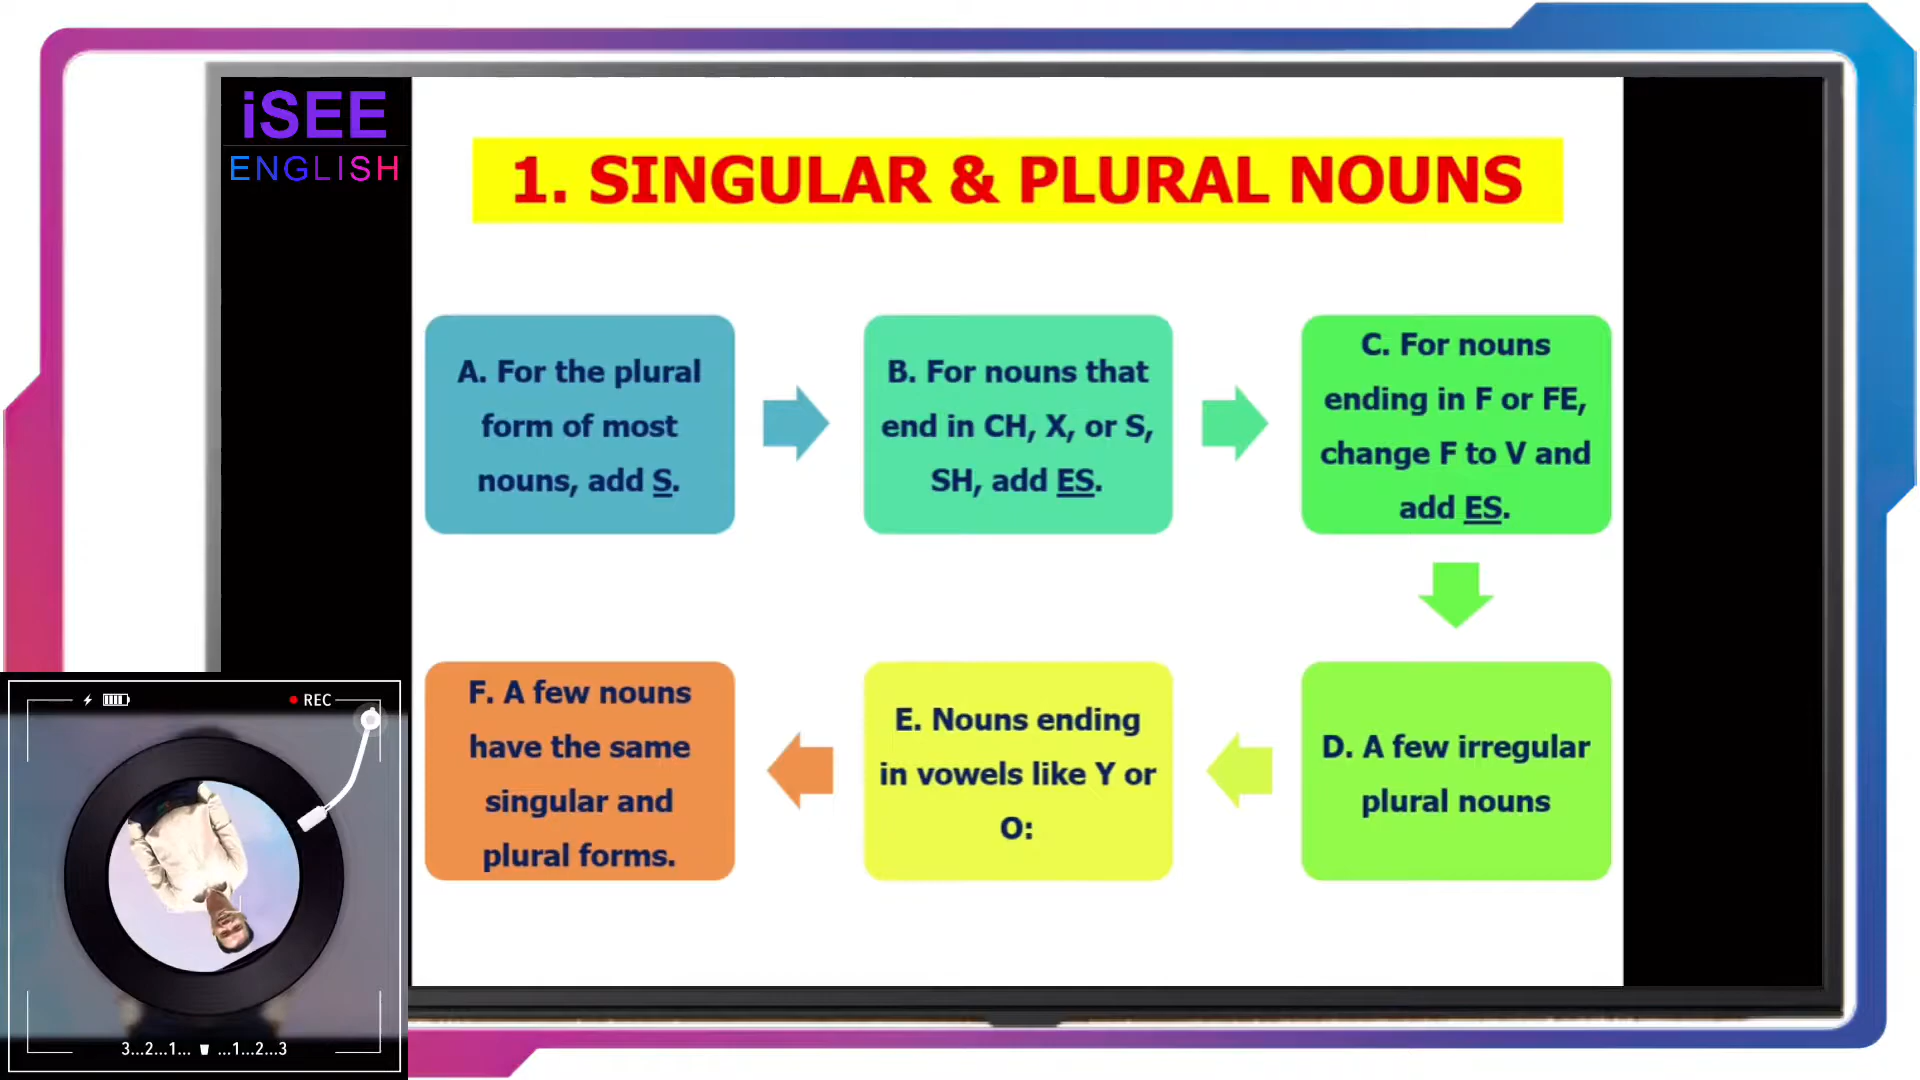 iSEE
ENGLISH
1. SINGULAR & PLURAL NOUNS
A. For the plural
form of most
nouns, add S.
B. For nouns that
end in CH, X, or S,
SH, add ES.
C. For nouns
ending in F or FE,
change F to V and
add ES.
D. A few irregular
plural nouns
E. Nouns ending
in vowels like Y or
O:
F. A few nouns
have the same
singular and
plural forms.
REC
3...2...1... ...1...2...3